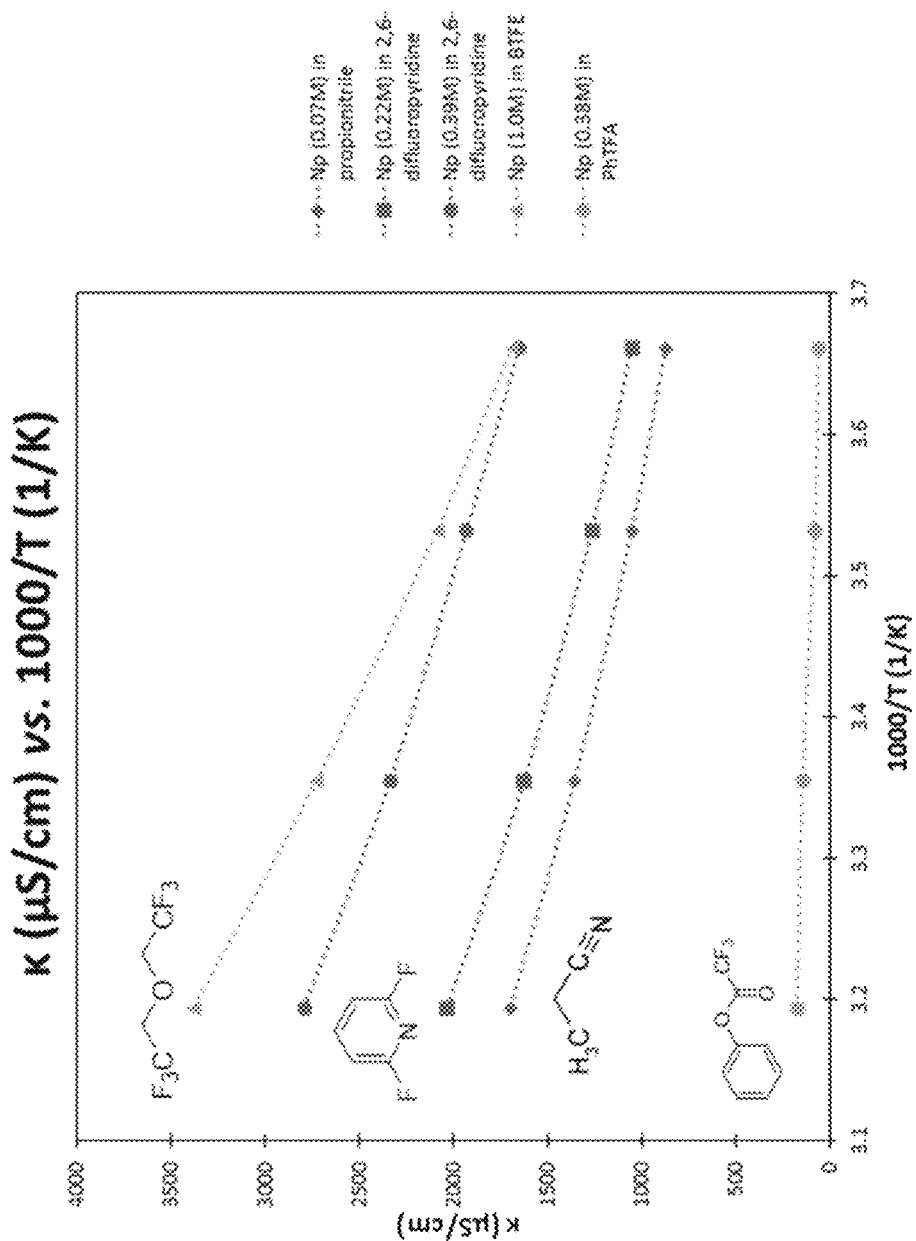 K (µS/cm) vs. 1000/T (1/K)
κ (µS/cm)
4000
3500
3000
2500
2000
1500
1000
500
0
F₃C
O
CF₃
F
N
F
H₃C
C
N
O
O
CF₃
3.1
3.2
3.3
3.4
3.5
3.6
3.7
1000/T (1/K)
Np (0.07M) in
propionitrile
Np (0.22M) in 2,6-
difluoropyridine
Np (0.39M) in 2,6-
difluoropyridine
Np (1.0M) in BTFE
Np (0.38M) in
PhTFA